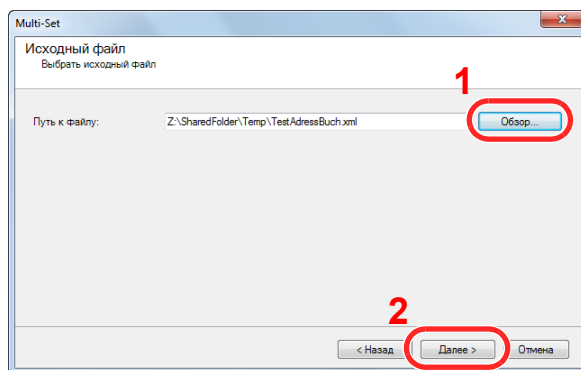 Multi-Set
Исходный файл
Выбрать исходный файл
1
Путь к файлу:
Z:\SharedFolder\Temp\TestAdressBuch.xml
Обзор...
2
< Назад
Далее >
Отмена